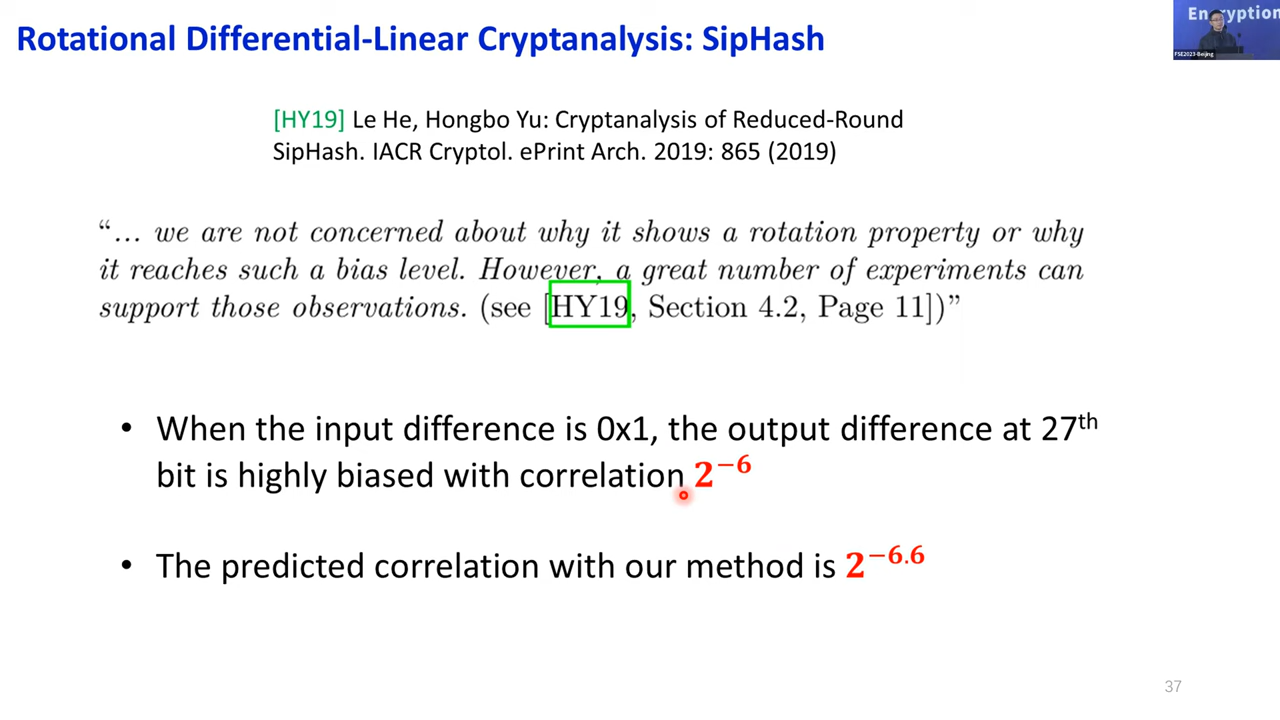 Rotational Differential-Linear Cryptanalysis: SipHash
Encryption
FSE2023-Beijing
[HY19] Le He, Hongbo Yu: Cryptanalysis of Reduced-Round
SipHash. IACR Cryptol. ePrint Arch. 2019: 865 (2019)
“... we are not concerned about why it shows a rotation property or why
it reaches such a bias level. However, a great number of experiments can
support those observations. (see [HY19, Section 4.2, Page 11])”
• When the input difference is 0x1, the output difference at 27th
bit is highly biased with correlation 2^−6
• The predicted correlation with our method is 2^−6.6
37